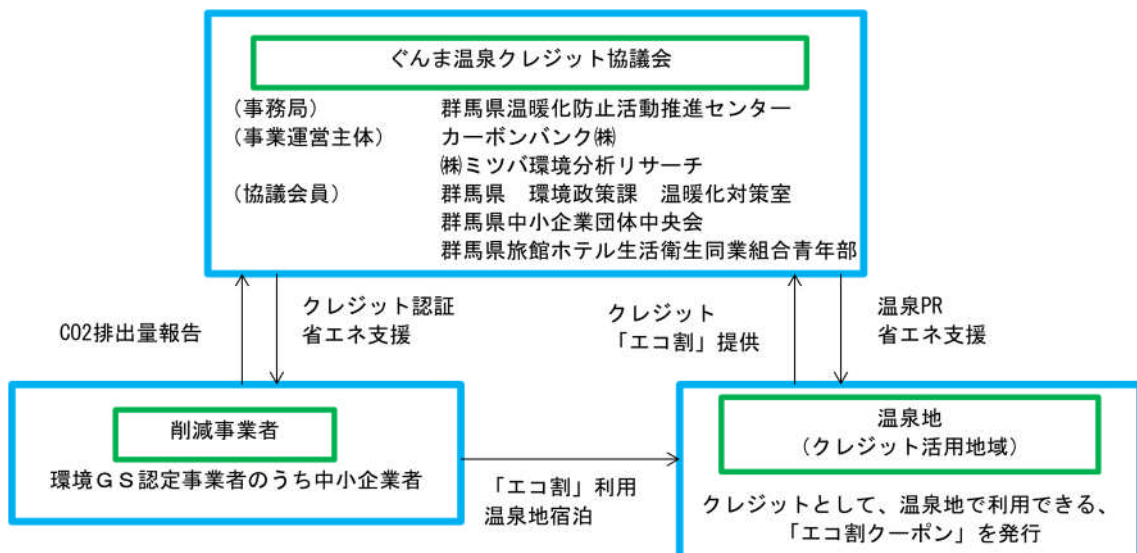 ぐんま温泉クレジット協議会
（事務局）　群馬県温暖化防止活動推進センター
（事業運営主体）　カーボンバンク㈱
㈱ミツバ環境分析リサーチ
（協議会員）　群馬県　環境政策課　温暖化対策室
群馬県中小企業団体中央会
群馬県旅館ホテル生活衛生同業組合青年部
CO2排出量報告
クレジット認証
省エネ支援
クレジット
「エコ割」提供
温泉PR
省エネ支援
削減事業者
環境ＧＳ認定事業者のうち中小企業者
「エコ割」利用
温泉地宿泊
温泉地
（クレジット活用地域）
クレジットとして、温泉地で利用できる、
「エコ割クーポン」を発行